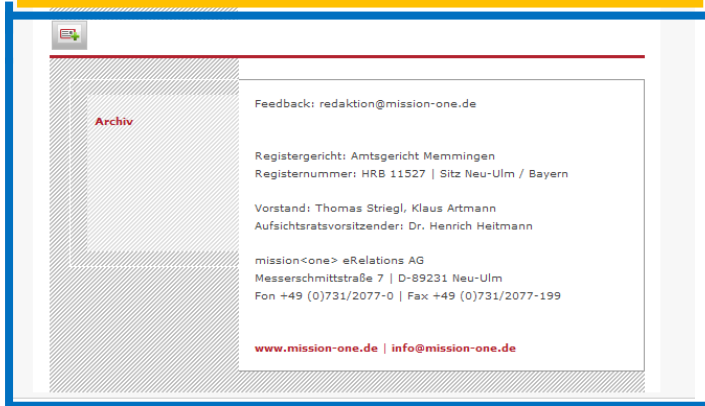 Archiv
Feedback: redaktion@mission-one.de
Registergericht: Amtsgericht Memmingen
Registernummer: HRB 11527 | Sitz Neu-Ulm / Bayern
Vorstand: Thomas Striegl, Klaus Artmann
Aufsichtsratsvorsitzender: Dr. Henrich Heitmann
mission<one> eRelations AG
Messerschmittstraße 7 | D-89231 Neu-Ulm
Fon +49 (0)731/2077-0 | Fax +49 (0)731/2077-199
www.mission-one.de | info@mission-one.de